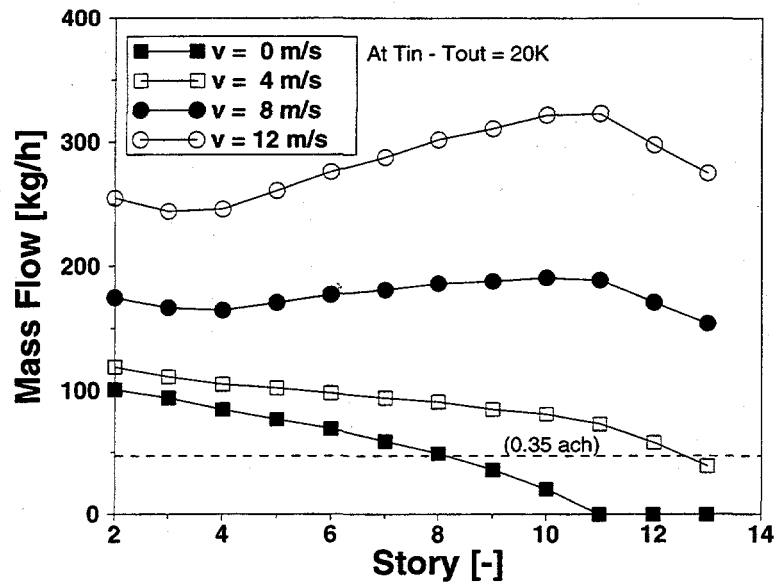 400
300
200
100
0
Mass Flow [kg/h]
v = 0 m/s
v = 4 m/s
v = 8 m/s
v = 12 m/s
At Tin - Tout = 20K
(0.35 ach)
2 4 6 8 10 12 14
Story [-]